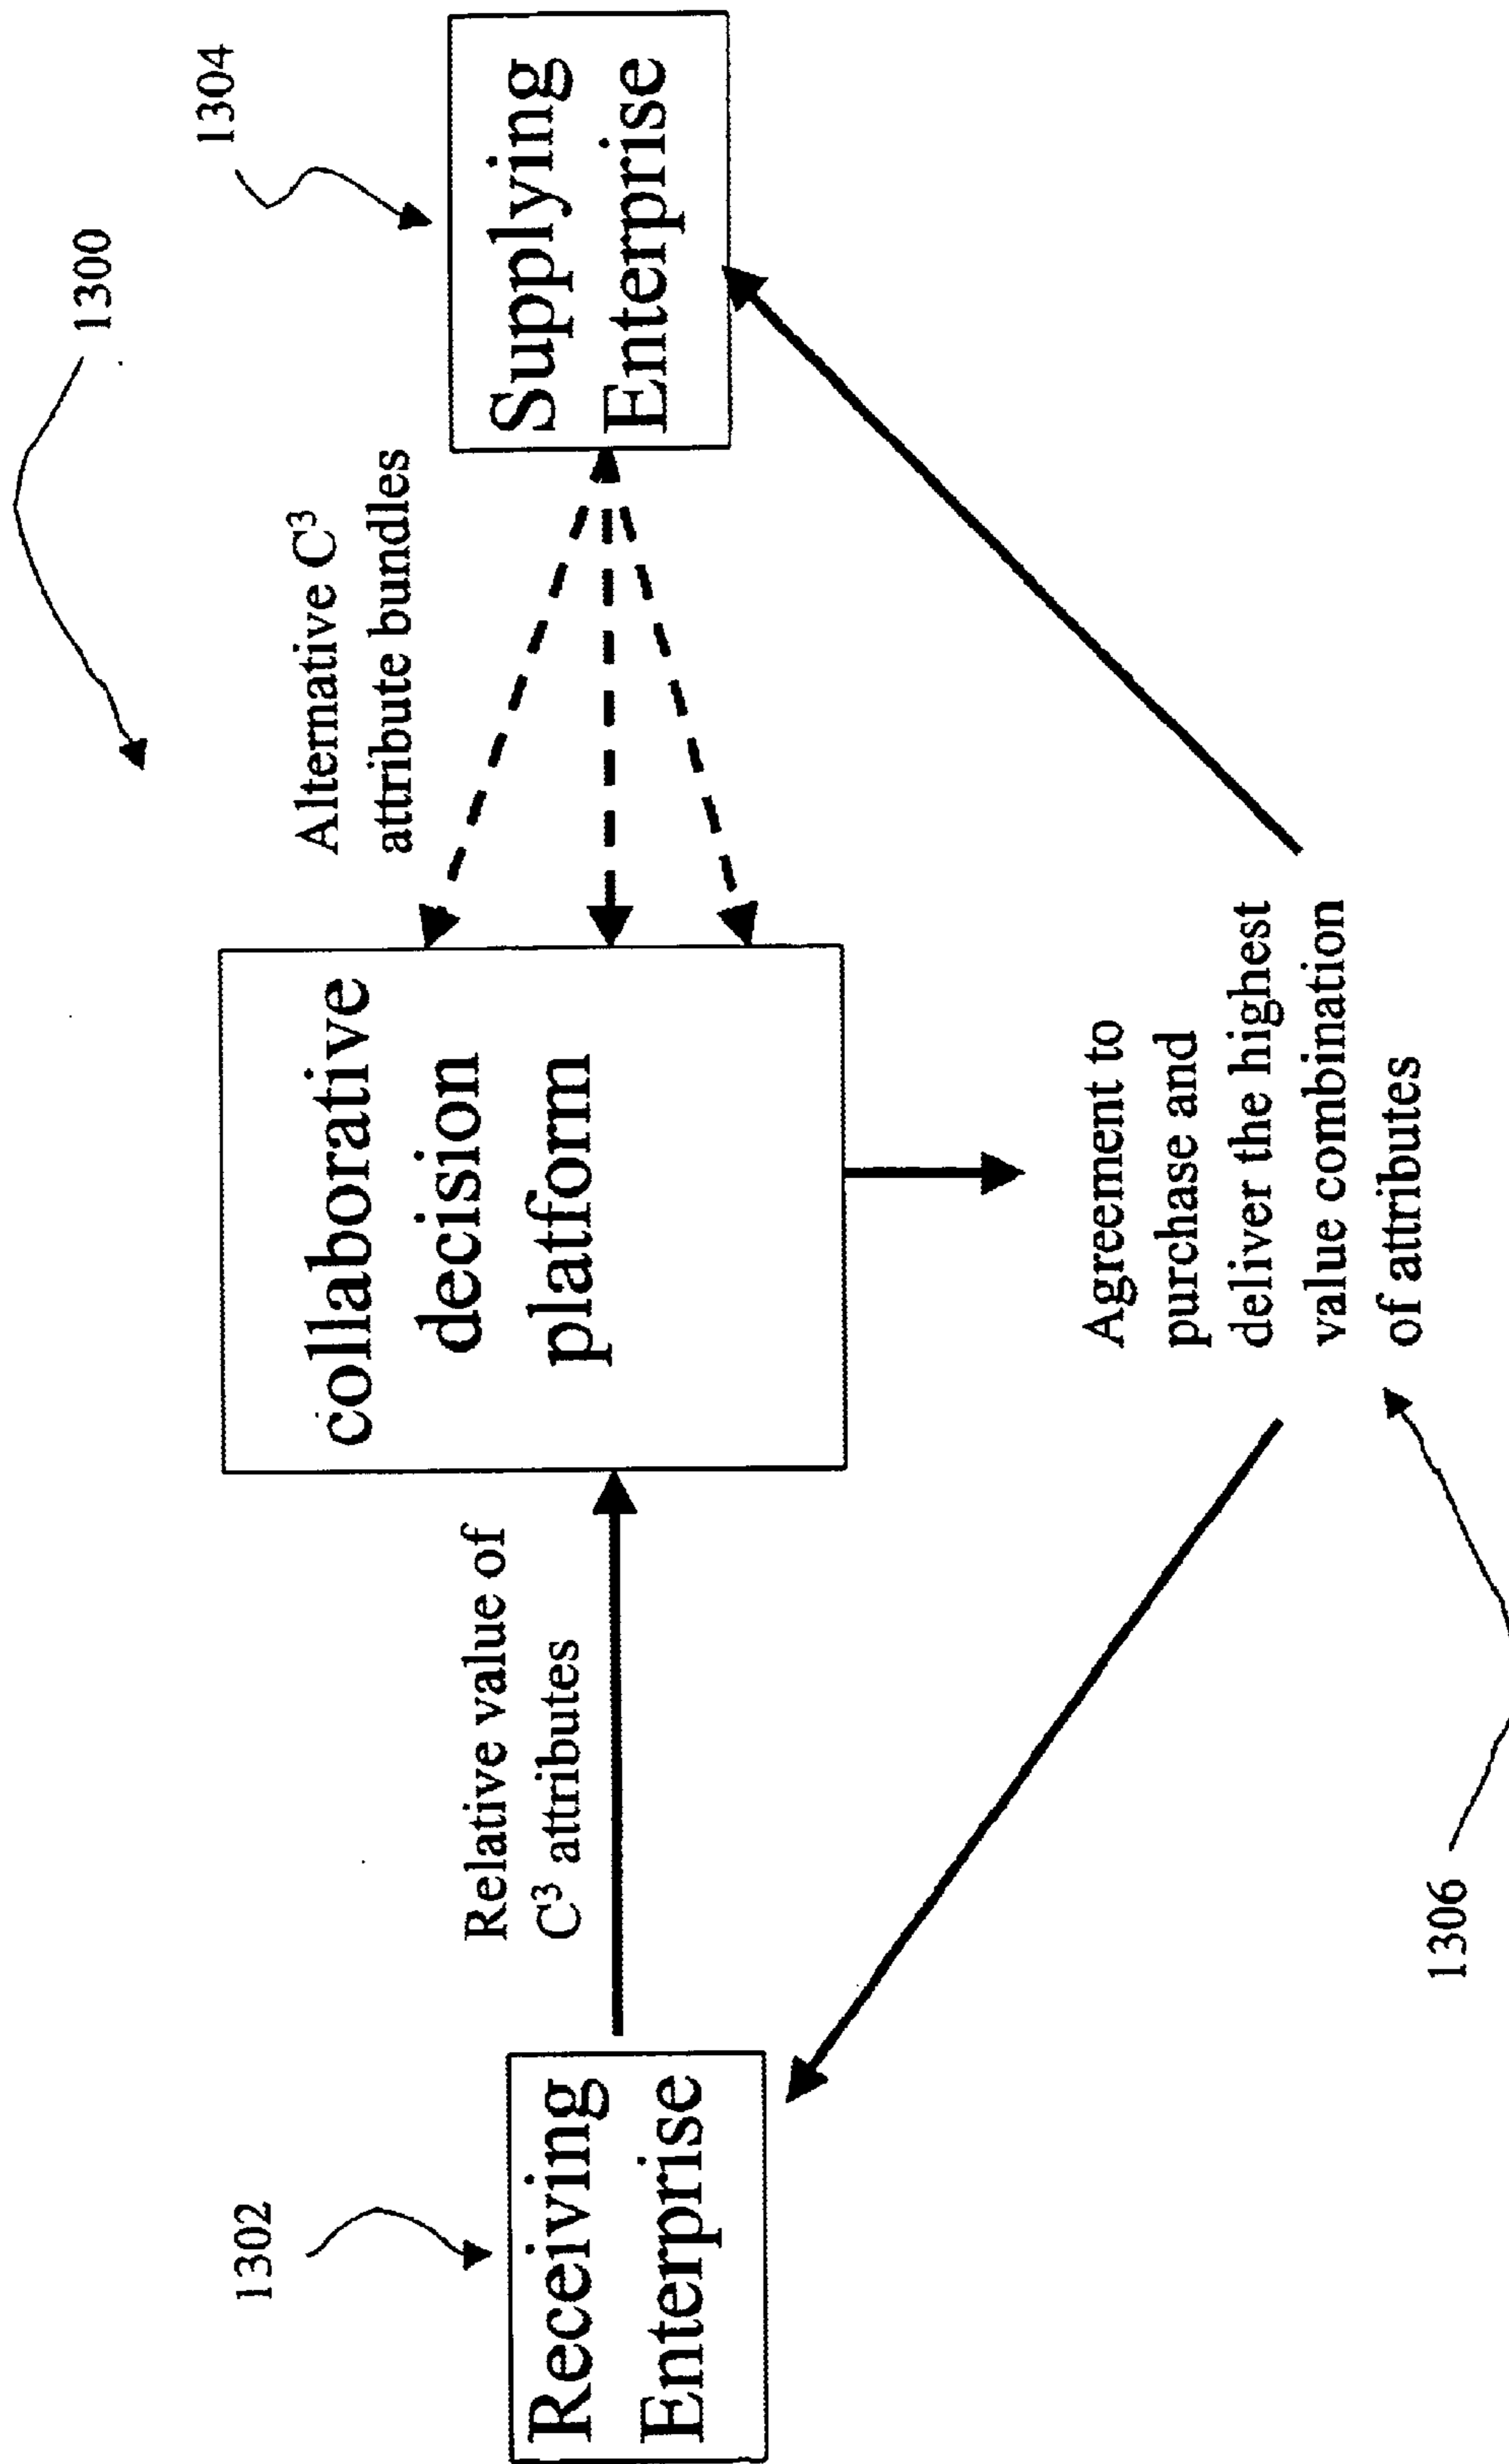 1300
1304
1302
Alternative C³
attribute bundles
Supplying
Enterprise
collaborative
decision
platform
Relative value of
C³ attributes
Receiving
Enterprise
Agreement to
purchase and
deliver the highest
value combination
of attributes
1306